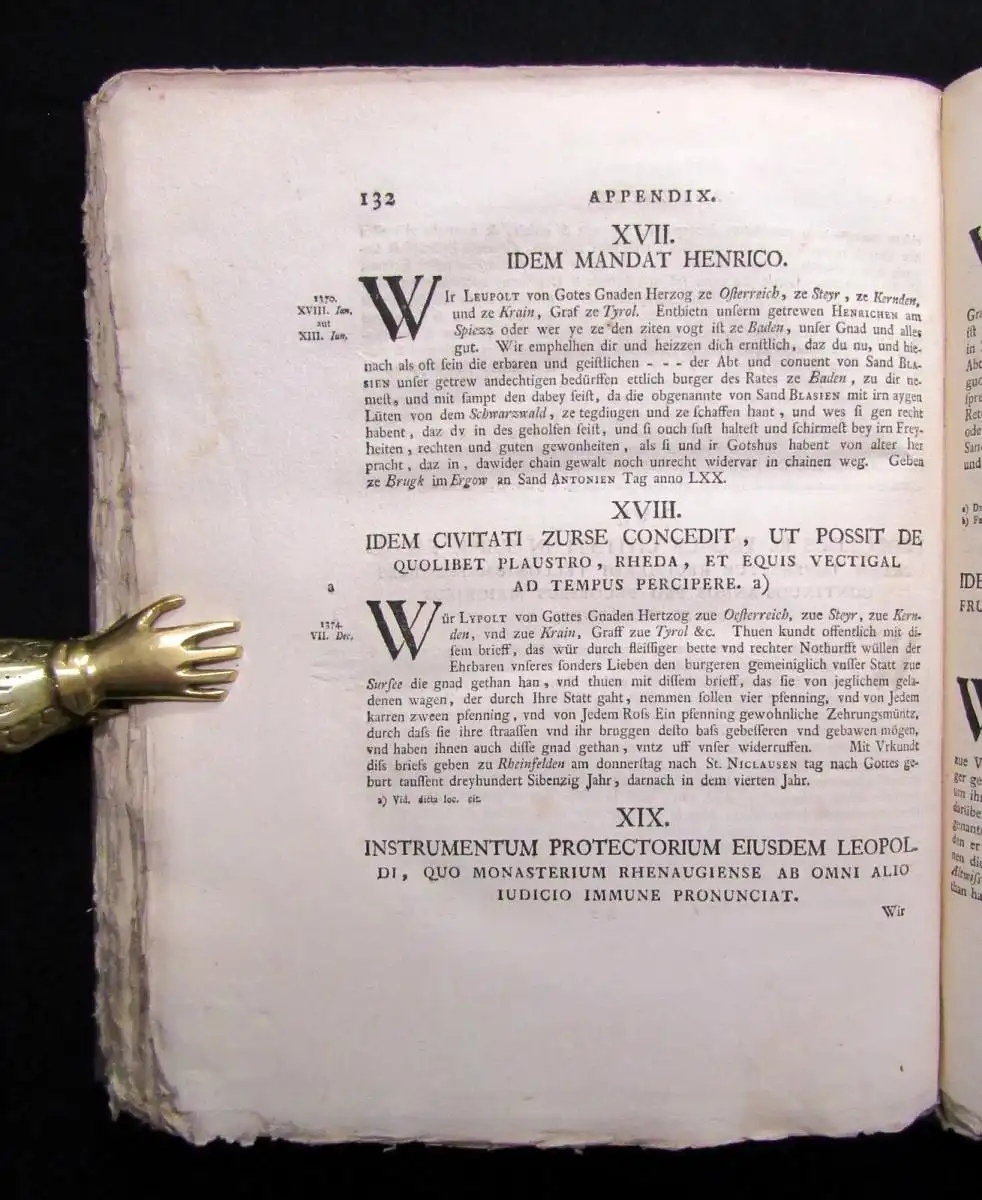 132 APPENDIX.
XVII.
IDEM MANDAT HENRICO.
1370.
XVIII. Ian.
aut
XIII. Iun.
WIr LEUPOLT von Gotes Gnaden Herzog ze Oſterreich, ze Steyr, ze Kernden,
und ze Krain, Graf ze Tyrol. Entbietn unſerm getrewen HENRICHEN am
Spiezz oder wer ye ze den ziten vogt iſt ze Baden, unſer Gnad und alles
gut. Wir emphelhen dir und heizzen dich ernſtlich, daz du nu, und hie-
nach als oft ſein die erbaren und geiſtlichen - - - der Abt und conuent von Sand BLA-
SIEN unſer getrew andechtigen bedürffen ettlich burger des Rates ze Baden, zu dir ne-
meſt, und mit ſampt den dabey ſeiſt, da die obgenannte von Sand BLASIEN mit irn aygen
Lüten von dem Schwarzwald, ze tegdingen und ze ſchaffen hant, und wes ſi gen recht
habent, daz dv in des geholfen ſeiſt, und ſi ouch ſuſt halteſt und ſchirmeſt bey irn Frey-
heiten, rechten und guten gewonheiten, als ſi und ir Gotshus habent von alter her
pracht, daz in, dawider chain gewalt noch unrecht widervar in chainen weg. Geben
ze Brugk im Ergow an Sand ANTONIEN Tag anno LXX.
XVIII.
IDEM CIVITATI ZURSE CONCEDIT, UT POSSIT DE
QUOLIBET PLAUSTRO, RHEDA, ET EQUIS VECTIGAL
a AD TEMPUS PERCIPERE. a)
1374.
VII. Dec.
Wür LYPOLT von Gottes Gnaden Hertzog zue Oeſterreich, zue Steyr, zue Kern-
den, vnd zue Krain, Graff zue Tyrol &c. Thuen kundt offentlich mit di-
ſem brieff, das wür durch fleiſſiger bette vnd rechter Nothurfft wüllen der
Ehrbaren vnſeres ſonders Lieben den burgeren gemeiniglich vuſſer Statt zue
Surſee die gnad gethan han, vnd thuen mit diſſem brieff, das ſie von jeglichem gela-
denen wagen, der durch Ihre Statt gaht, nemmen ſollen vier pfenning, vnd von Jedem
karren zween pfenning, vnd von Jedem Roſs Ein pfenning gewohnliche Zehrungsmüntz,
durch daſs ſie ihre ſtraaſſen vnd ihr bruggen deſto baſs gebeſſeren vnd gebawen mögen,
vnd haben ihnen auch diſſe gnad gethan, vntz uff vnſer widerruffen. Mit Vrkundt
diſs briefs geben zu Rheinfelden am donnerſtag nach St. NICLAUSEN tag nach Gottes ge-
burt tauſſent dreyhundert Sibenzig Jahr, darnach in dem vierten Jahr.
a) Vid. dicta loc. cit.
XIX.
INSTRUMENTUM PROTECTORIUM EIUSDEM LEOPOL-
DI, QUO MONASTERIUM RHENAUGIENSE AB OMNI ALIO
IUDICIO IMMUNE PRONUNCIAT.
Wir